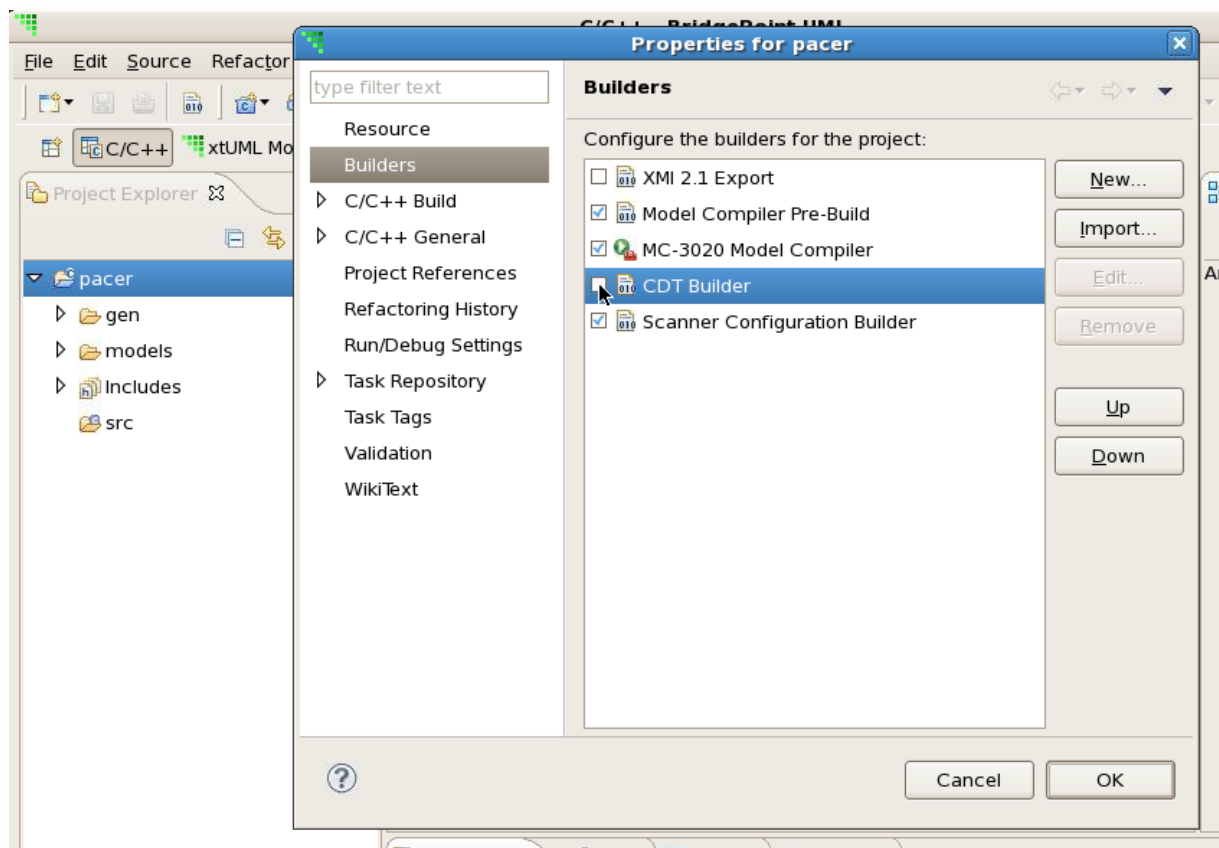 C/C++ - BridgePoint UML
File Edit Source Refactor
C/C++ xtUML Mo
Project Explorer
pacer
gen
models
Includes
src
Properties for pacer
type filter text
Resource
Builders
C/C++ Build
C/C++ General
Project References
Refactoring History
Run/Debug Settings
Task Repository
Task Tags
Validation
WikiText
Builders
Configure the builders for the project:
XMI 2.1 Export
Model Compiler Pre-Build
MC-3020 Model Compiler
CDT Builder
Scanner Configuration Builder
New...
Import...
Edit...
Remove
Up
Down
Cancel
OK